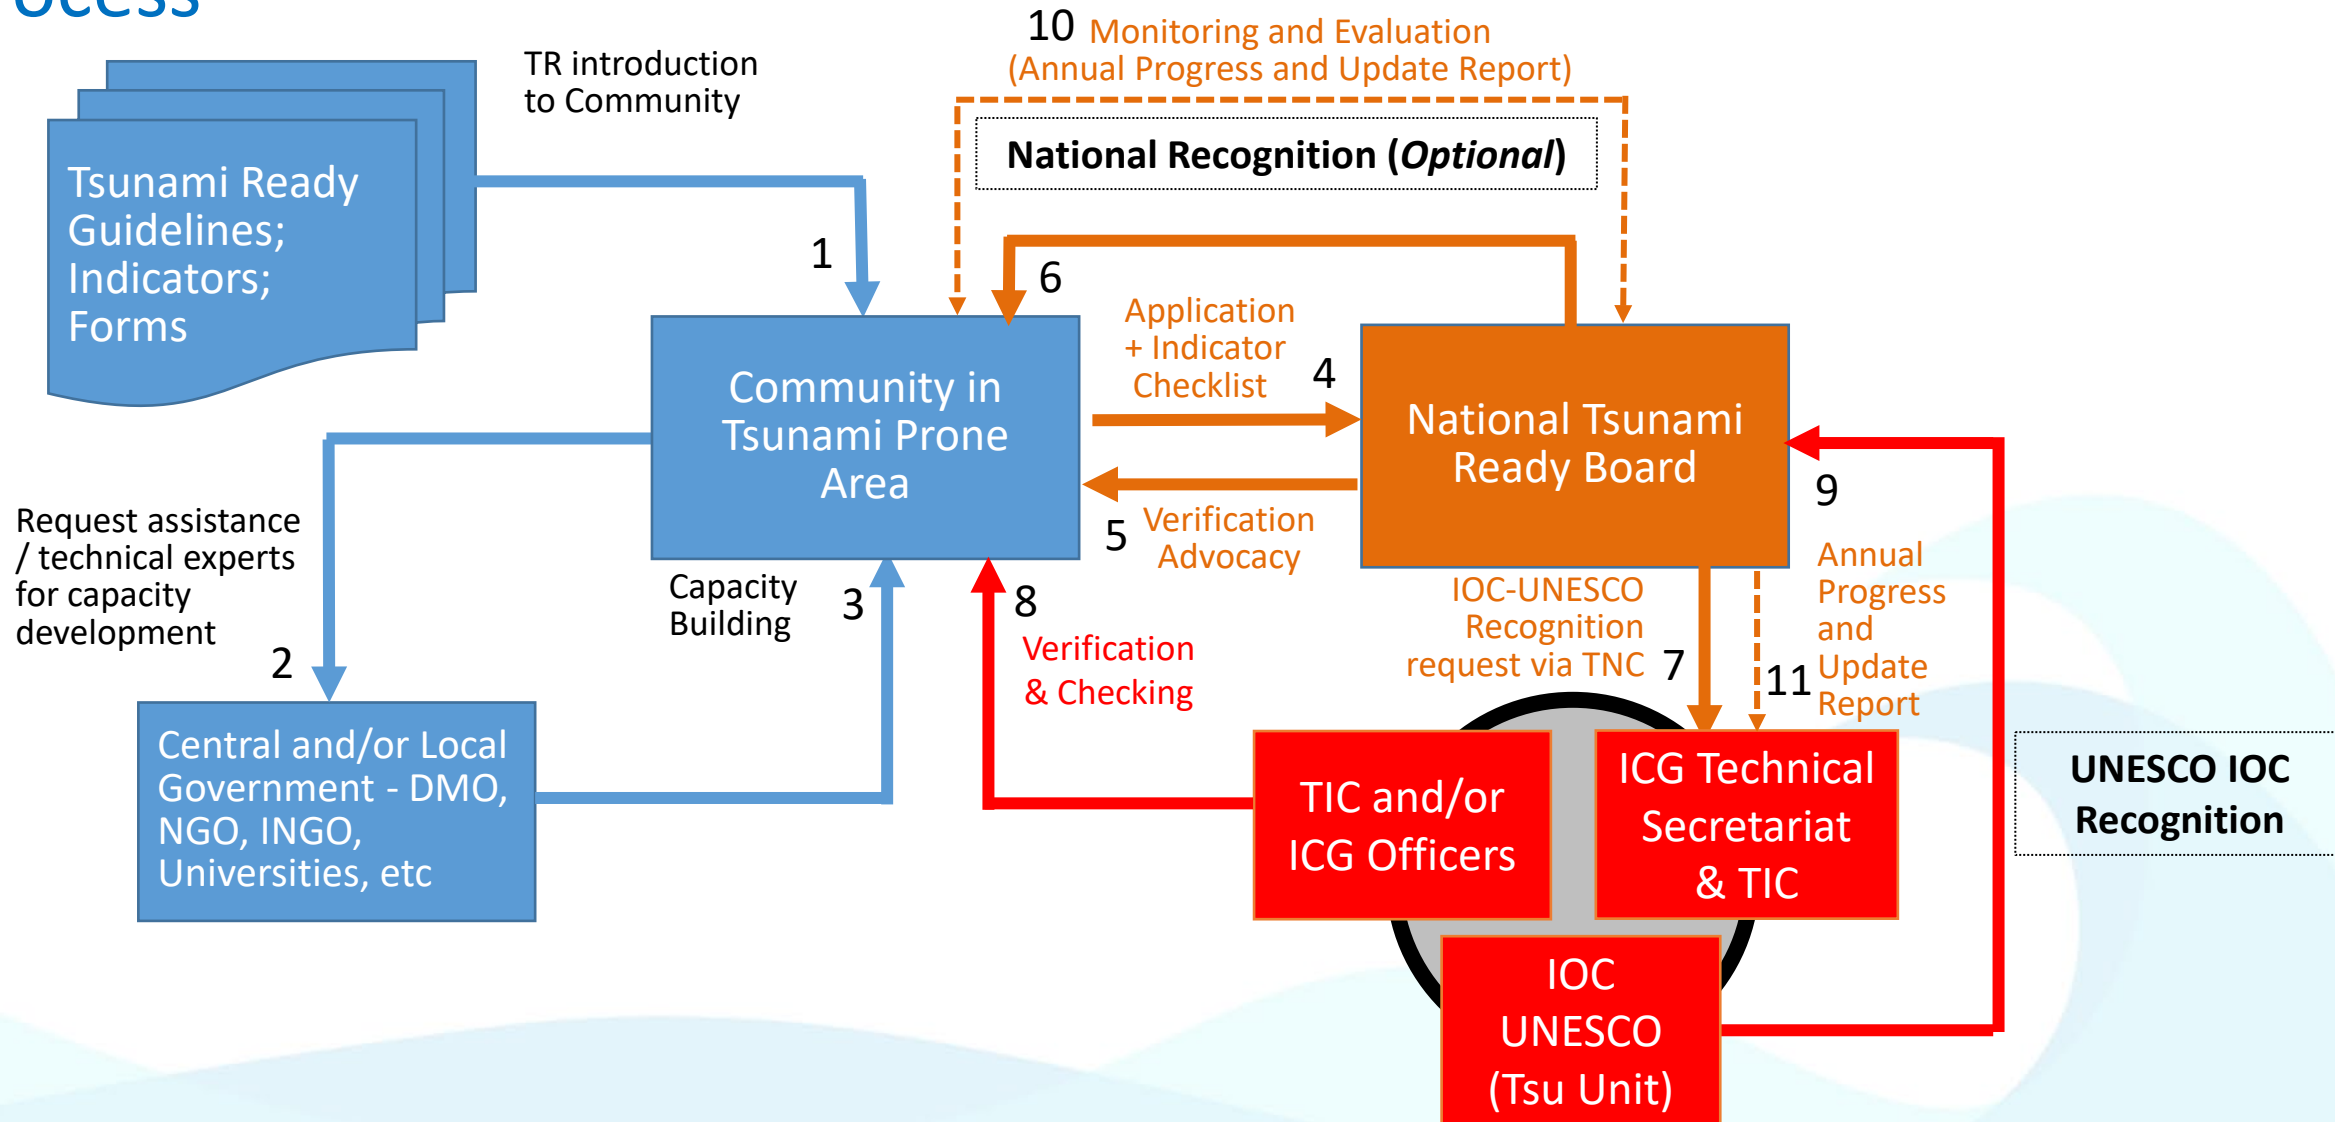 ocess
TR introduction
to Community
10 Monitoring and Evaluation
(Annual Progress and Update Report)
National Recognition (Optional)
Tsunami Ready
Guidelines;
Indicators;
Forms
1
6
Application
+ Indicator
Checklist
4
Community in
Tsunami Prone
Area
National Tsunami
Ready Board
5
Verification
Advocacy
9
Request assistance
/ technical experts
for capacity
development
2
Capacity
Building
3
8
Verification
& Checking
IOC-UNESCO
Recognition
request via TNC
7
11
Annual
Progress
and
Update
Report
Central and/or Local
Government - DMO,
NGO, INGO,
Universities, etc
TIC and/or
ICG Officers
ICG Technical
Secretariat
& TIC
UNESCO IOC
Recognition
IOC
UNESCO
(Tsu Unit)